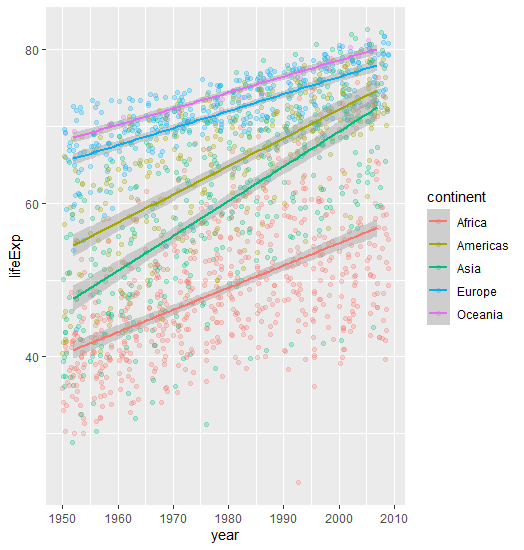 80
60
40
lifeExp
1950 1960 1970 1980 1990 2000 2010
year
continent
Africa
Americas
Asia
Europe
Oceania